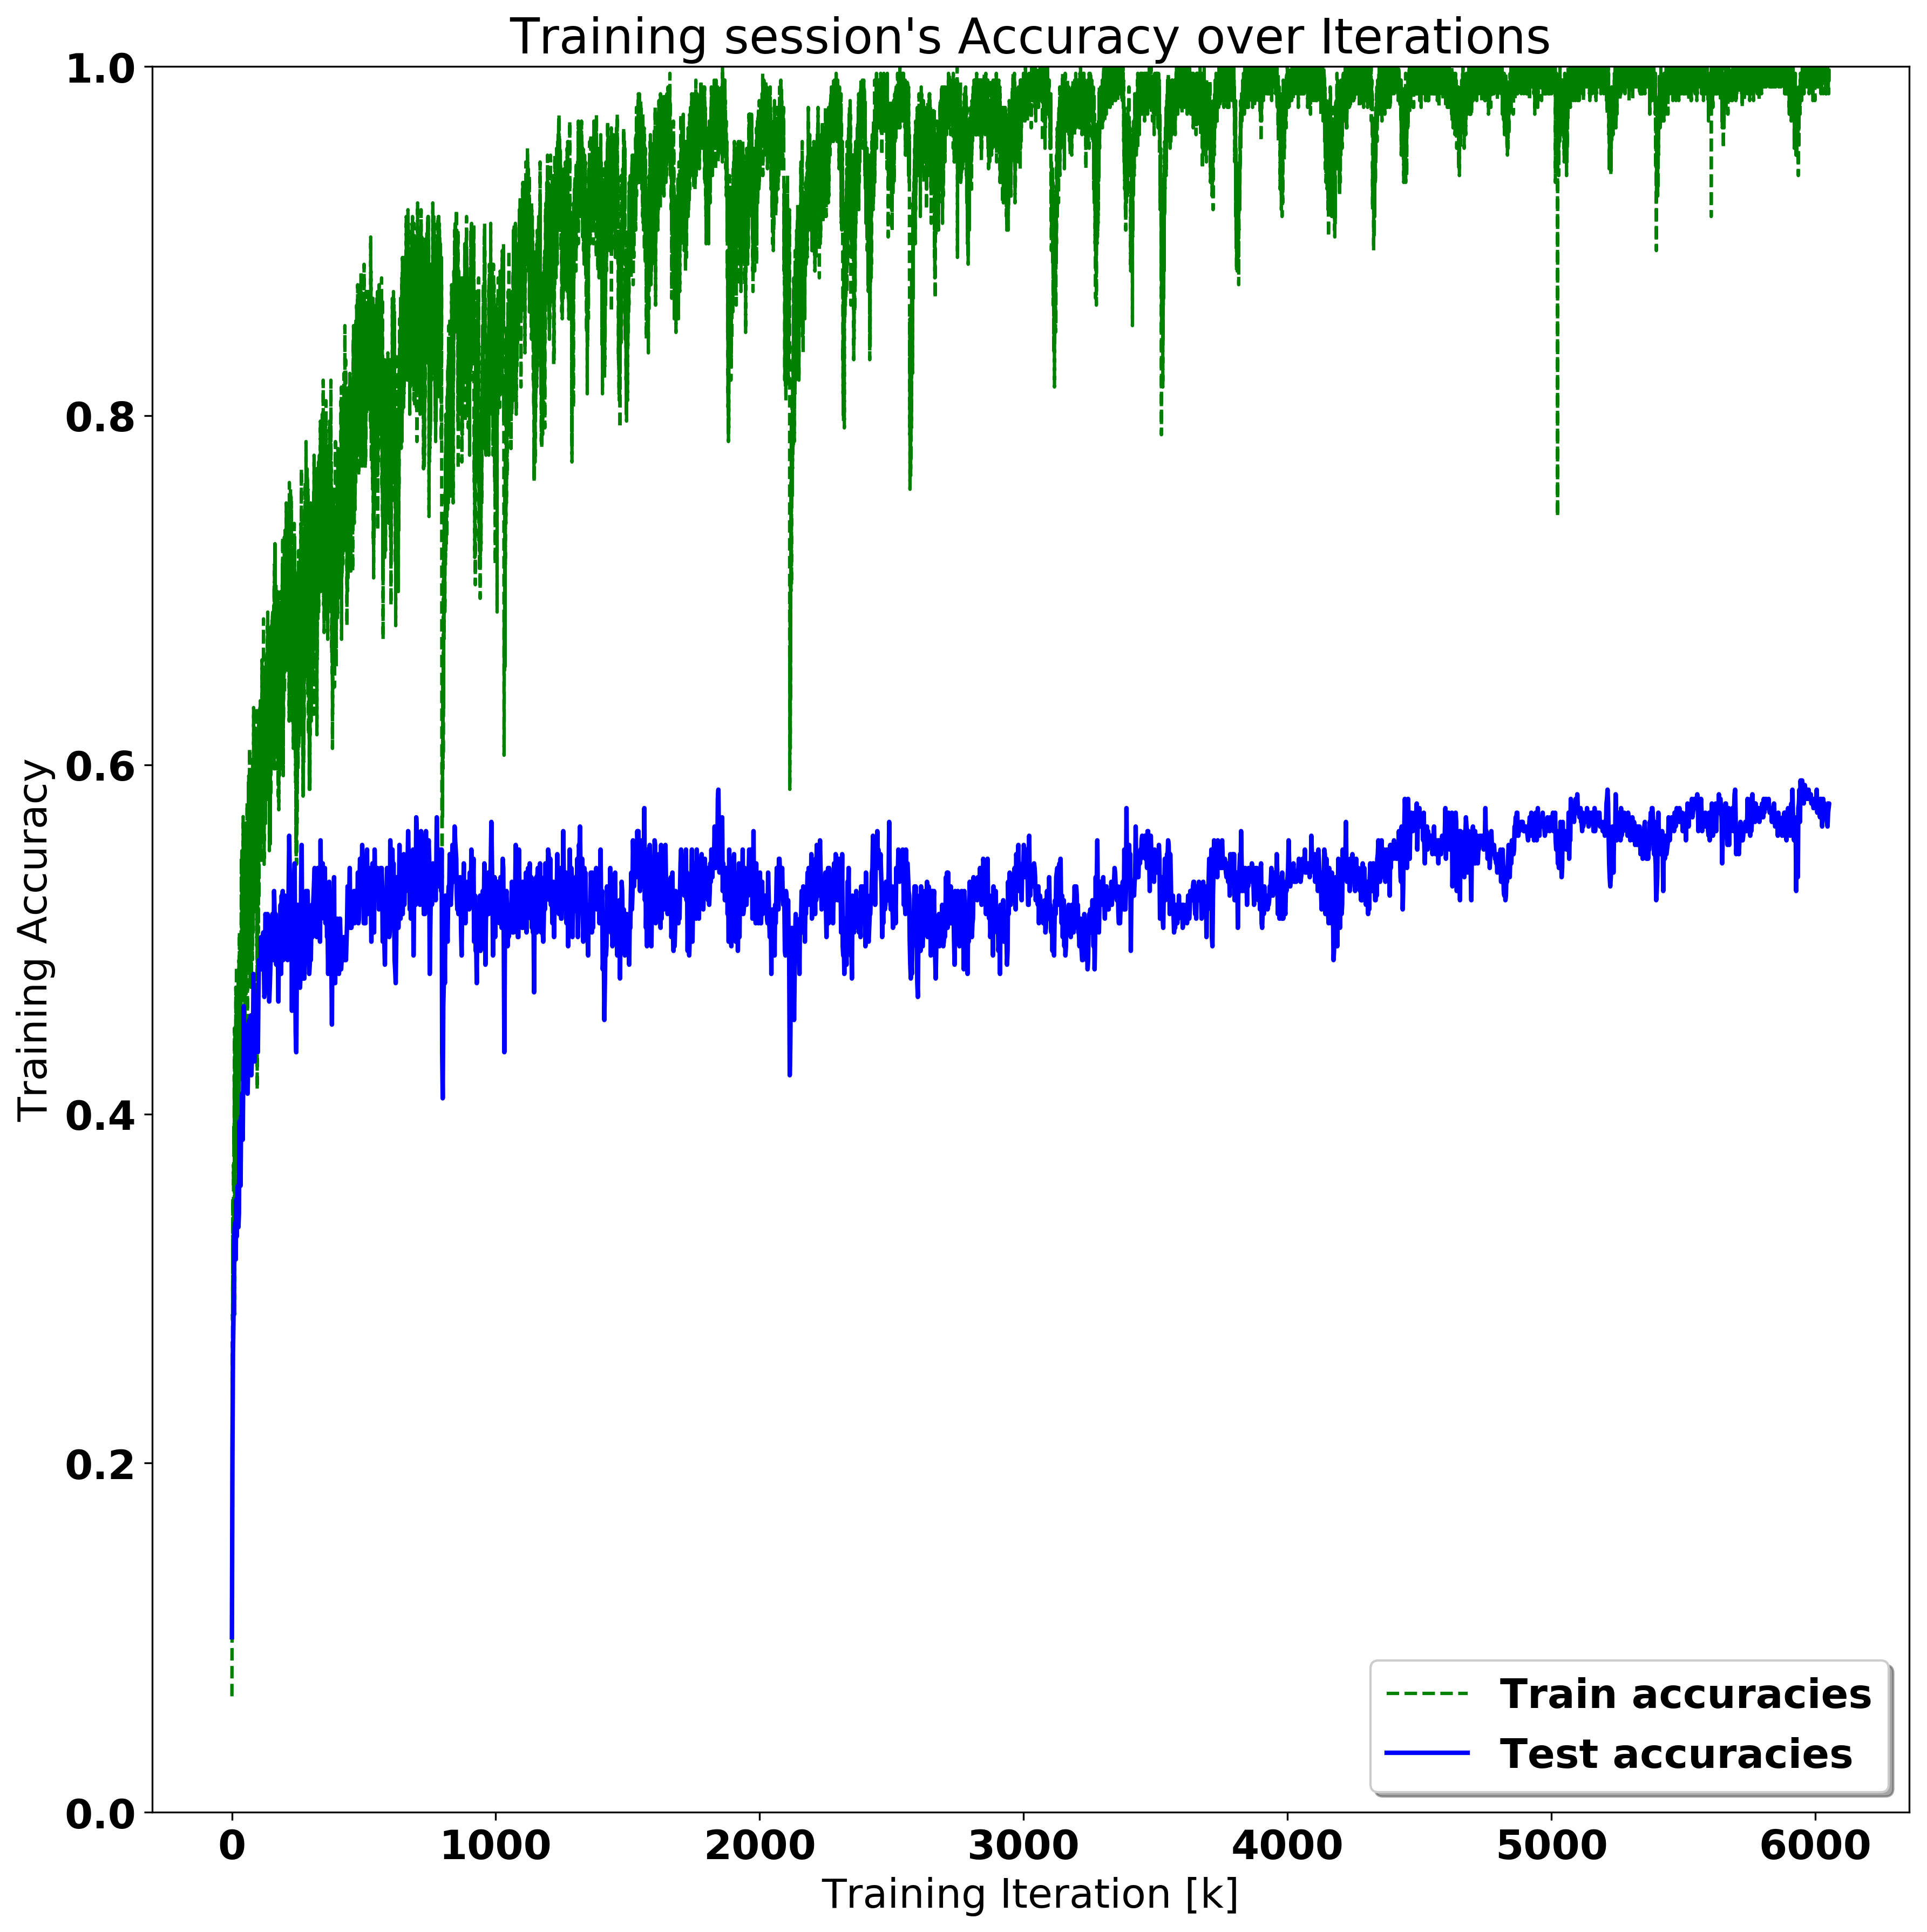 Training session's Accuracy over Iterations
1.0
0.8
0.6
0.4
0.2
0.0
Training Accuracy
0 1000 2000 3000 4000 5000 6000
Training Iteration [k]
Train accuracies
Test accuracies